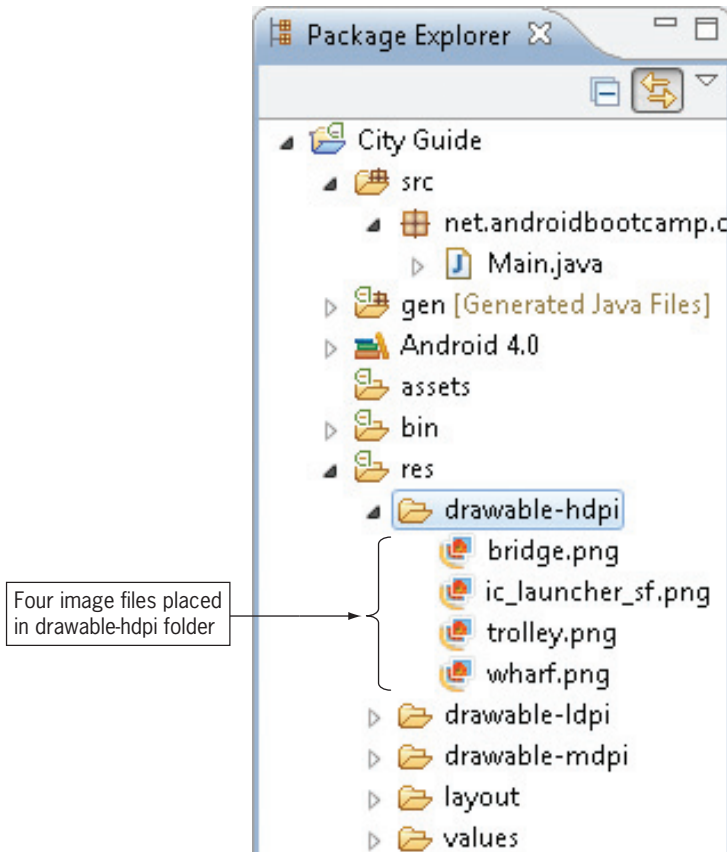 Package Explorer
City Guide
src
net.androidbootcamp.c
Main.java
gen [Generated Java Files]
Android 4.0
assets
bin
res
drawable-hdpi
bridge.png
ic_launcher_sf.png
trolley.png
wharf.png
Four image files placed
in drawable-hdpi folder
drawable-ldpi
drawable-mdpi
layout
values